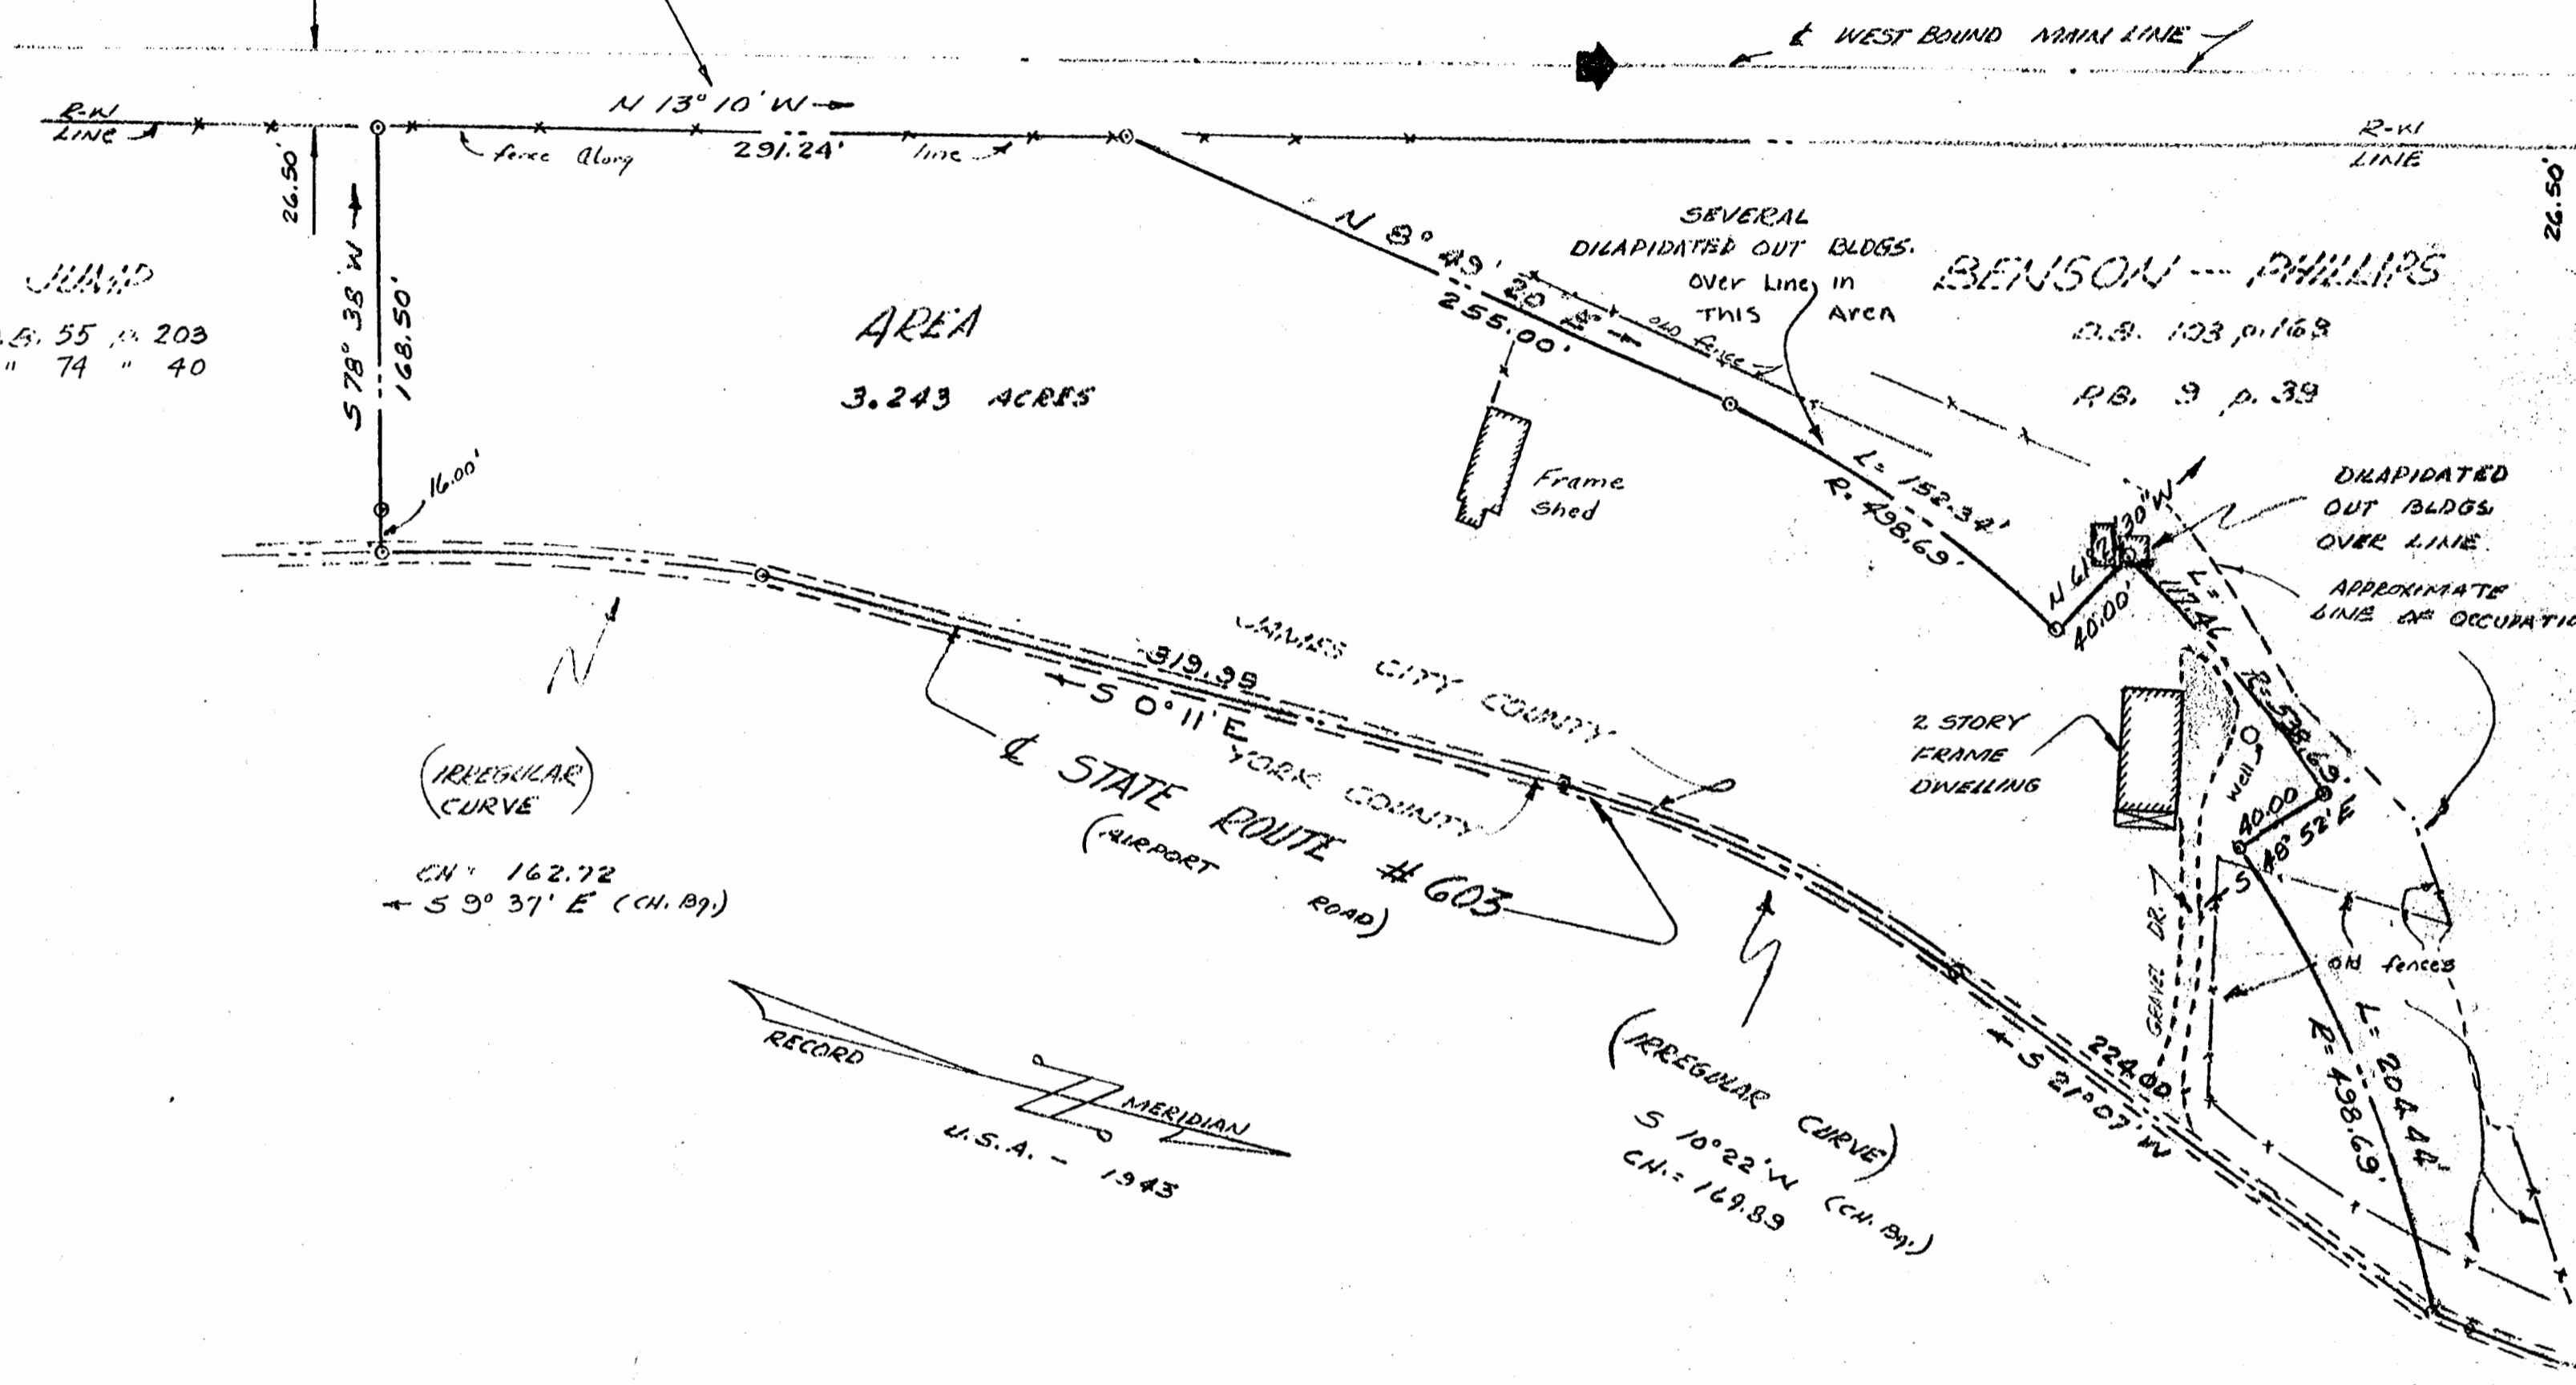 ℄ WEST BOUND MAIN LINE
R-W
LINE
N 13° 10' W
291.24'
fence Along
line
R-W
LINE
26.50'
26.50'
S 78° 38' W
168.50'
16.00'
JUMP
55 p. 203
" 74 " 40
AREA
3.243 ACRES
N 8° 49' 20" E
255.00'
old fence
SEVERAL
DILAPIDATED OUT BLDGS.
over Line, in
THIS Area
BENSON -- PHILLIPS
D.B. 103 p. 168
P.B. 9 p. 39
Frame
Shed
L= 152.34'
R= 498.69'
N 61° 30' W
40.00'
DILAPIDATED
OUT BLDGS.
OVER LINE
APPROXIMATE
LINE OF OCCUPATIO
L= 117.46
R= 538.66'
2 STORY
FRAME
DWELLING
well
40.00
S 48° 52' E
GRAVEL DR.
old fences
L= 204.44'
R= 498.69'
JAMES CITY COUNTY
319.99
S 0° 11' E
YORK COUNTY
℄ STATE ROUTE # 603
(AIRPORT ROAD)
(IRREGULAR
CURVE)
CH= 162.72
S 9° 37' E (CH. Bg.)
(IRREGULAR CURVE)
S 10° 22' W (CH. Bg.)
CH.= 169.89
224.00
S 21° 07' W
RECORD MERIDIAN
U.S.A. - 1943